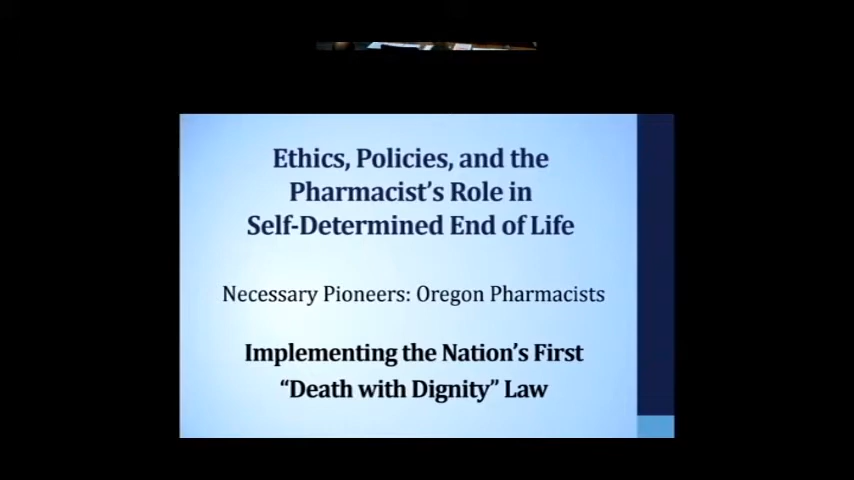 Ethics, Policies, and the
Pharmacist's Role in
Self-Determined End of Life
Necessary Pioneers: Oregon Pharmacists
Implementing the Nation's First
“Death with Dignity” Law